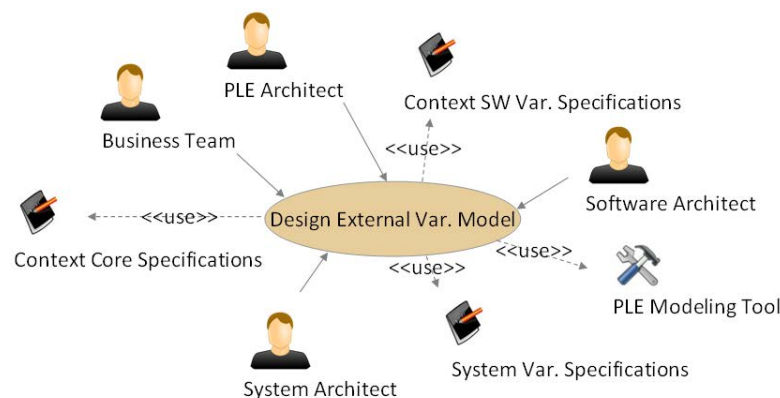 PLE Architect
Context SW Var. Specifications
Business Team
<<use>>
Software Architect
<<use>>
Design External Var. Model
Context Core Specifications
<<use>>
<<use>>
PLE Modeling Tool
System Var. Specifications
System Architect